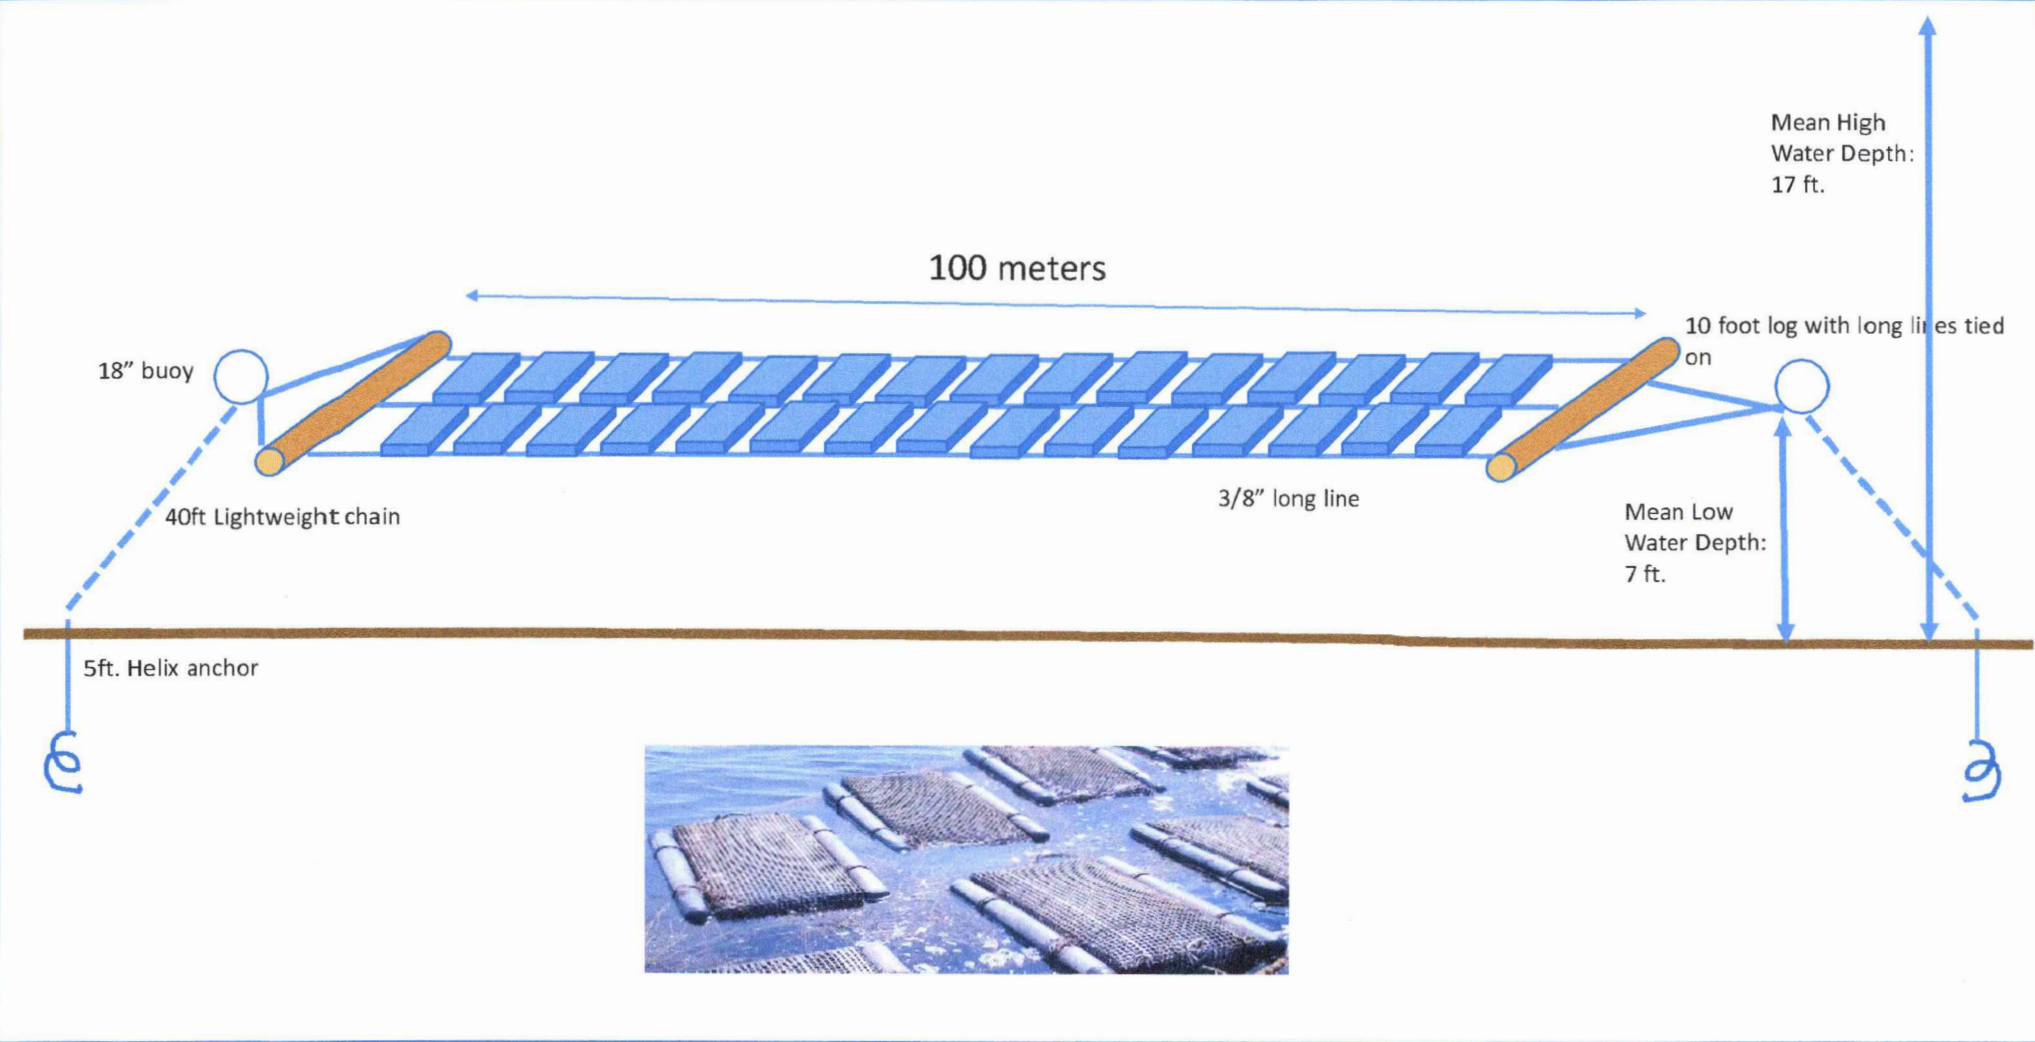 Mean High
Water Depth:
17 ft.
100 meters
10 foot log with long lines tied
on
18” buoy
3/8” long line
40ft Lightweight chain
Mean Low
Water Depth:
7 ft.
5ft. Helix anchor